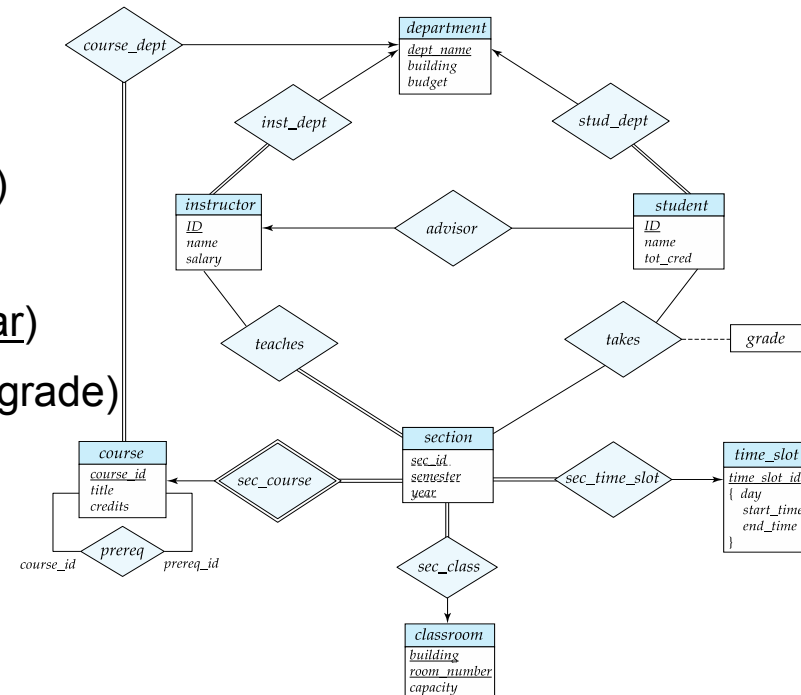 )
ar)
grade)
course_dept
department
dept_name
building
budget
inst_dept
stud_dept
instructor
ID
name
salary
advisor
student
ID
name
tot_cred
teaches
takes
grade
course
course_id
title
credits
sec_course
section
sec_id
semester
year
sec_time_slot
time_slot
time_slot_id
{ day
start_time
end_time
}
prereq
course_id
prereq_id
sec_class
classroom
building
room_number
capacity